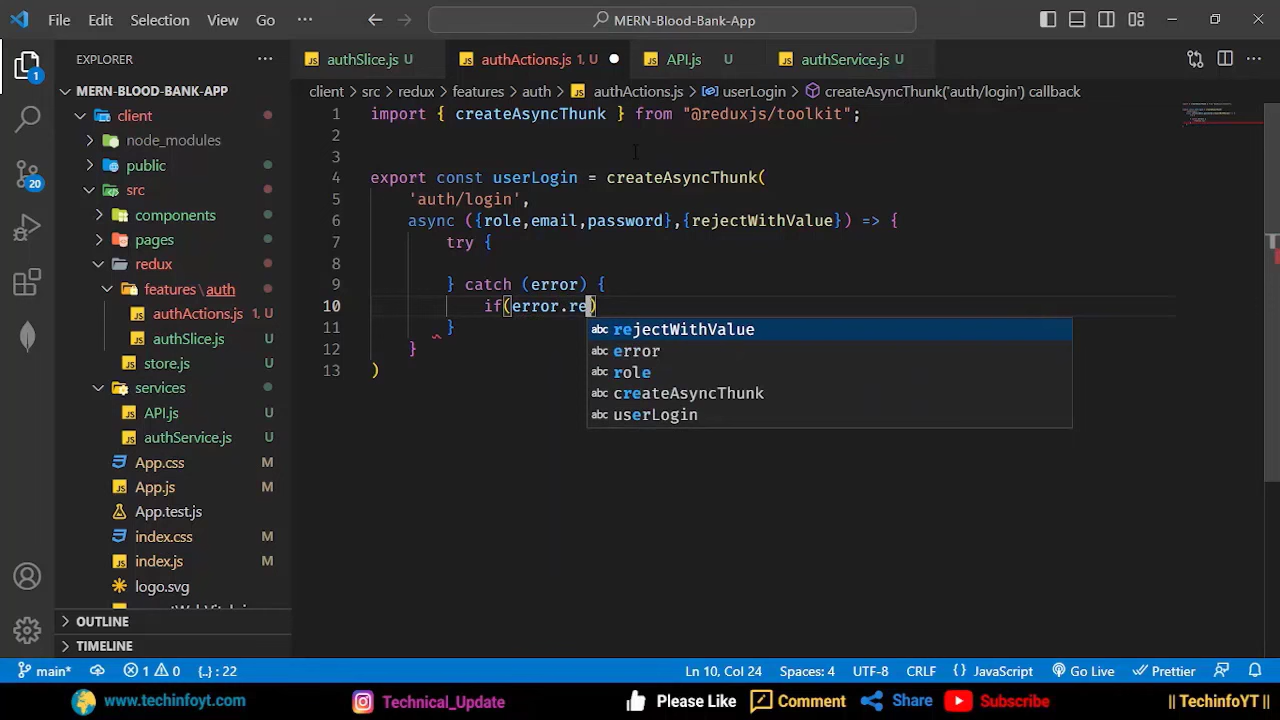 File Edit Selection View Go ··· MERN-Blood-Bank-App
EXPLORER ···
MERN-BLOOD-BANK-APP
client
node_modules
public
src
components
pages
redux
features\auth
authActions.js 1, U
authSlice.js U
store.js U
services
API.js U
authService.js U
App.css M
App.js M
App.test.js
index.css M
index.js M
logo.svg
OUTLINE
TIMELINE
1
20
authSlice.js U
authActions.js 1, U
API.js U
authService.js U
client > src > redux > features > auth > authActions.js > userLogin > createAsyncThunk('auth/login') callback
1 import { createAsyncThunk } from "@reduxjs/toolkit";
2
3
4 export const userLogin = createAsyncThunk(
5 'auth/login',
6 async ({role,email,password},{rejectWithValue}) => {
7 try {
8
9 } catch (error) {
10 if(error.re)
11 }
12 }
13 )
abc rejectWithValue
abc error
abc role
abc createAsyncThunk
abc userLogin
main* 1 0 {..} : 22 Ln 10, Col 24 Spaces: 4 UTF-8 CRLF {} JavaScript Go Live Prettier
www.techinfoyt.com Technical_Update Please Like Comment Share Subscribe || TechinfoYT ||